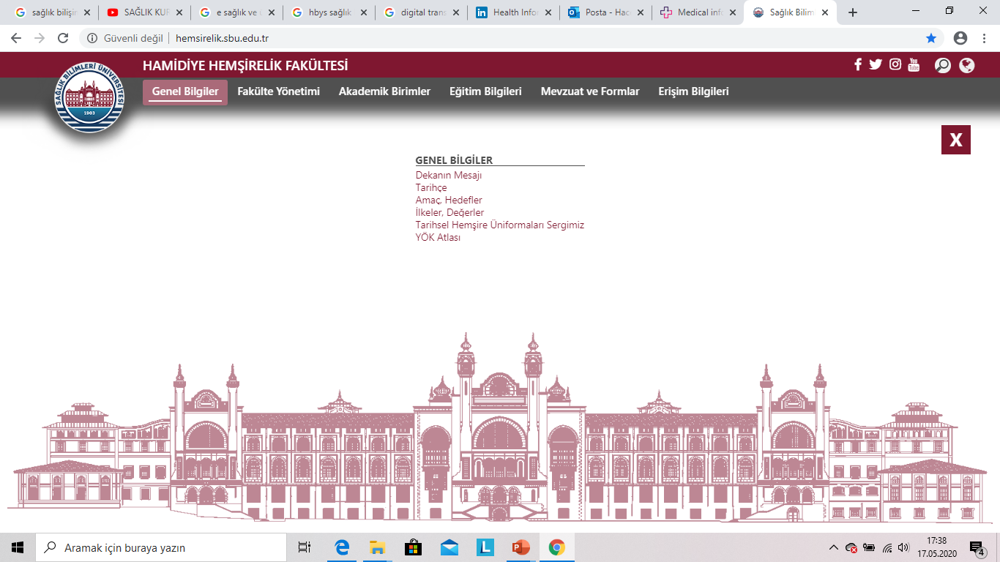 sağlık bilişim
SAĞLIK KUR
e sağlık ve u
hbys sağlık
digital trans
Health Infor
Posta - Hac
Medical info
Sağlık Bilim
Güvenli değil
hemsirelik.sbu.edu.tr
HAMİDİYE HEMŞİRELİK FAKÜLTESİ
SAĞLIK BİLİMLERİ ÜNİVERSİTESİ
1903
Genel Bilgiler Fakülte Yönetimi Akademik Birimler Eğitim Bilgileri Mevzuat ve Formlar Erişim Bilgileri
X
GENEL BİLGİLER
Dekanın Mesajı
Tarihçe
Amaç, Hedefler
İlkeler, Değerler
Tarihsel Hemşire Üniformaları Sergimiz
YÖK Atlası
Aramak için buraya yazın
17:38
17.05.2020
4